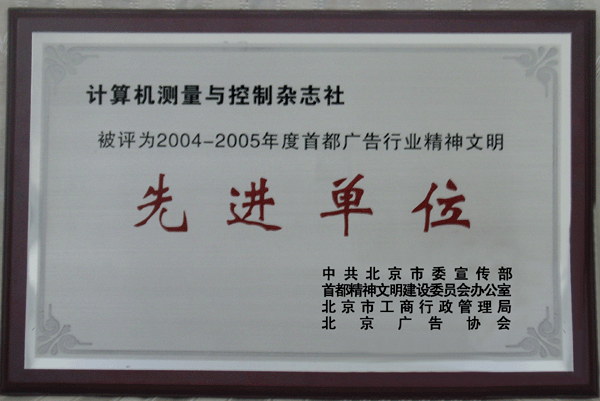 计算机测量与控制杂志社
被评为2004-2005年度首都广告行业精神文明
先进单位
中共北京市委宣传部
首都精神文明建设委员会办公室
北京市工商行政管理局
北京广告协会